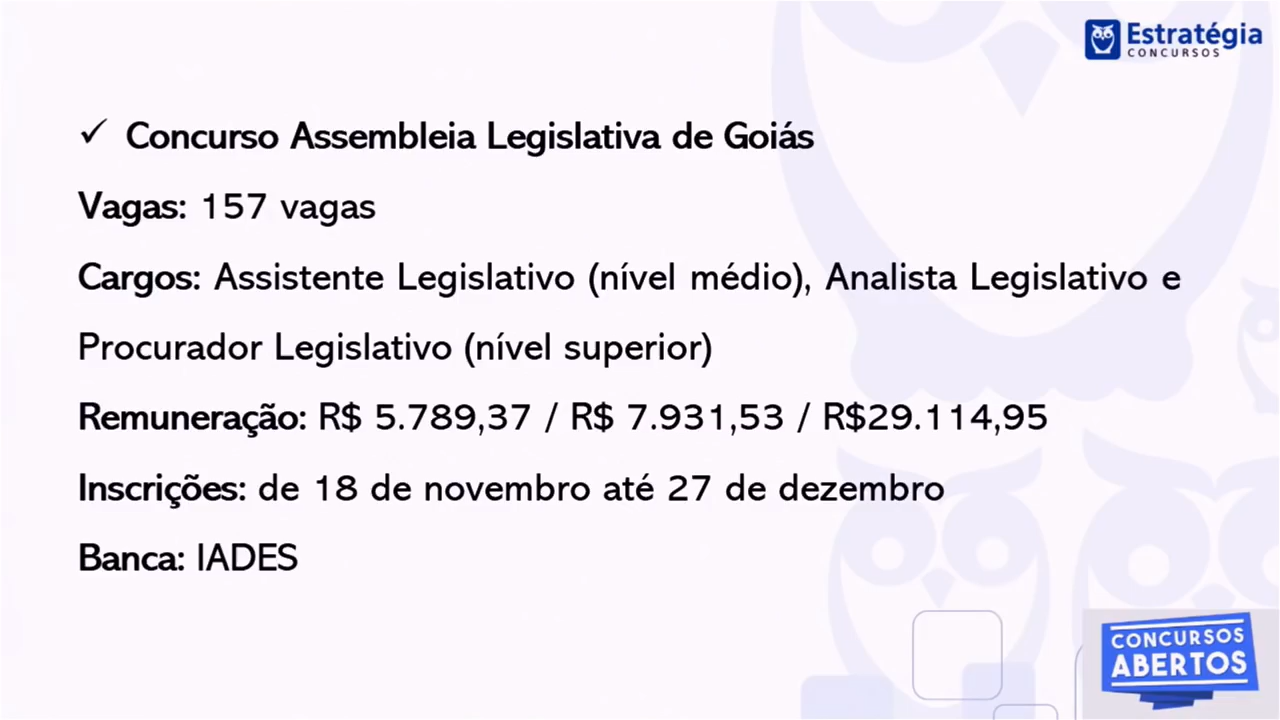 Estratégia
CONCURSOS
✓ Concurso Assembleia Legislativa de Goiás
Vagas: 157 vagas
Cargos: Assistente Legislativo (nível médio), Analista Legislativo e
Procurador Legislativo (nível superior)
Remuneração: R$ 5.789,37 / R$ 7.931,53 / R$29.114,95
Inscrições: de 18 de novembro até 27 de dezembro
Banca: IADES
CONCURSOS
ABERTOS